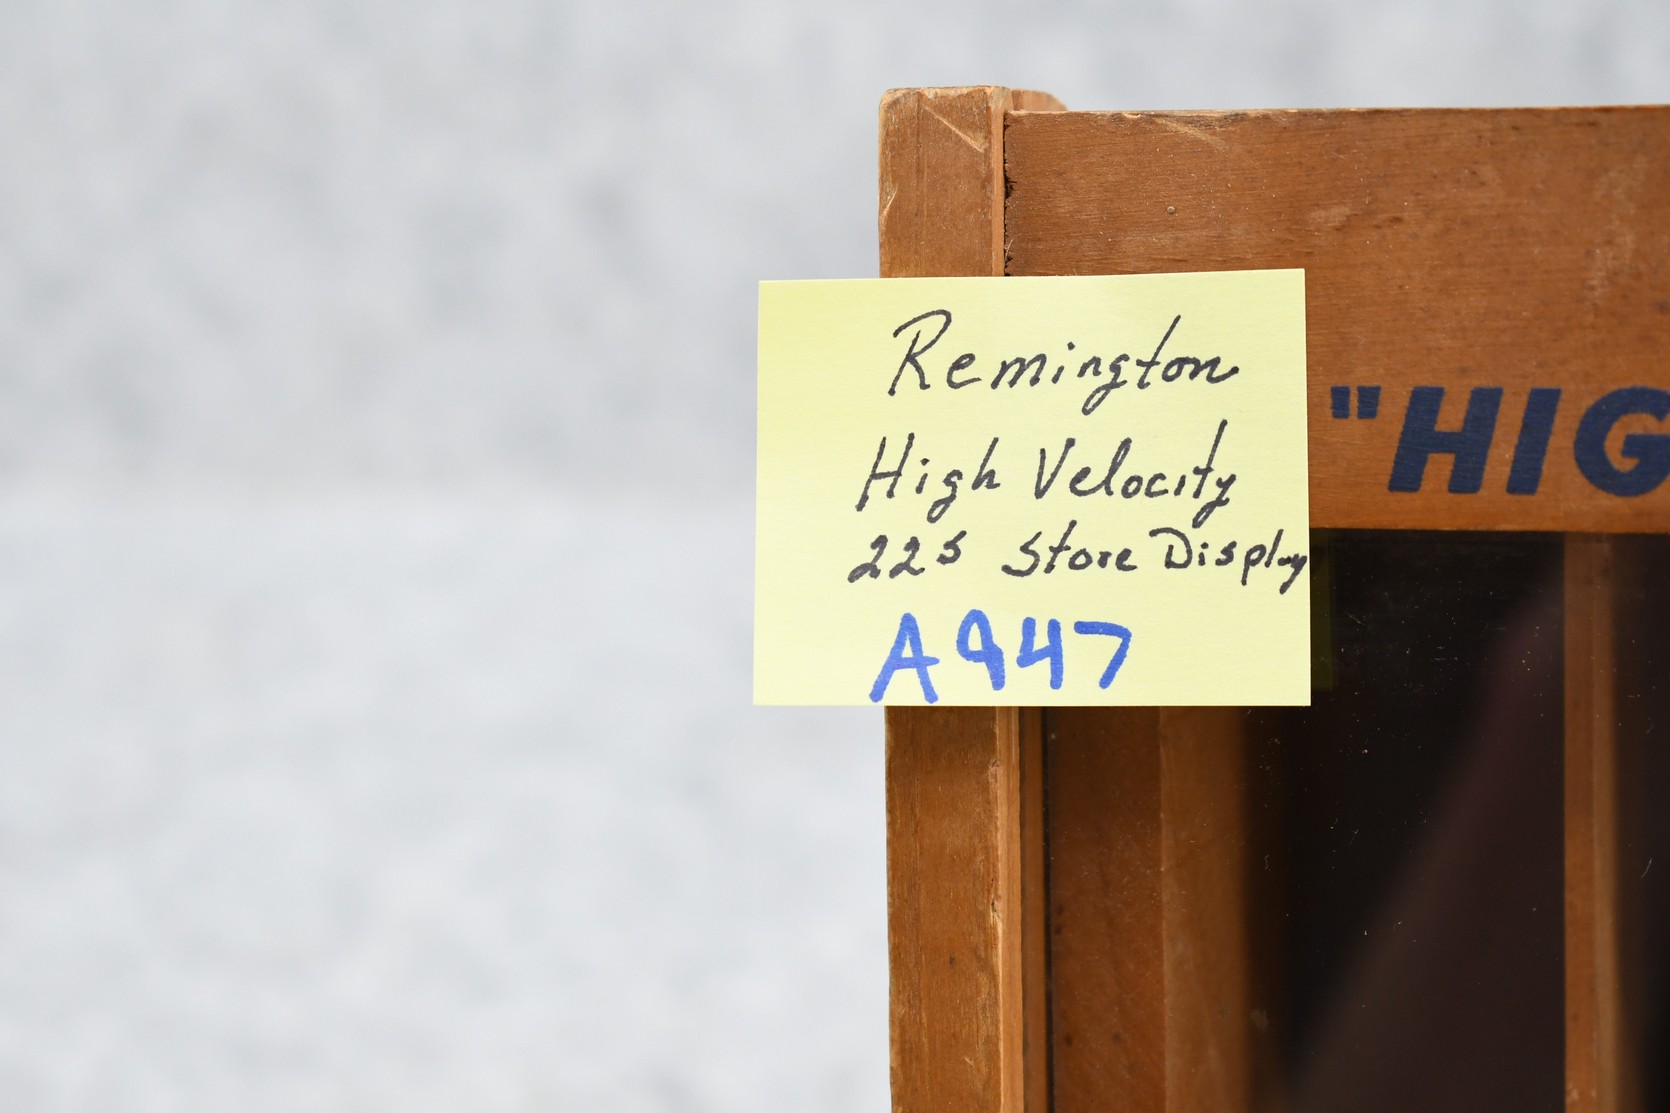 Remington
High Velocity
22s Store Display
A947
"HIG